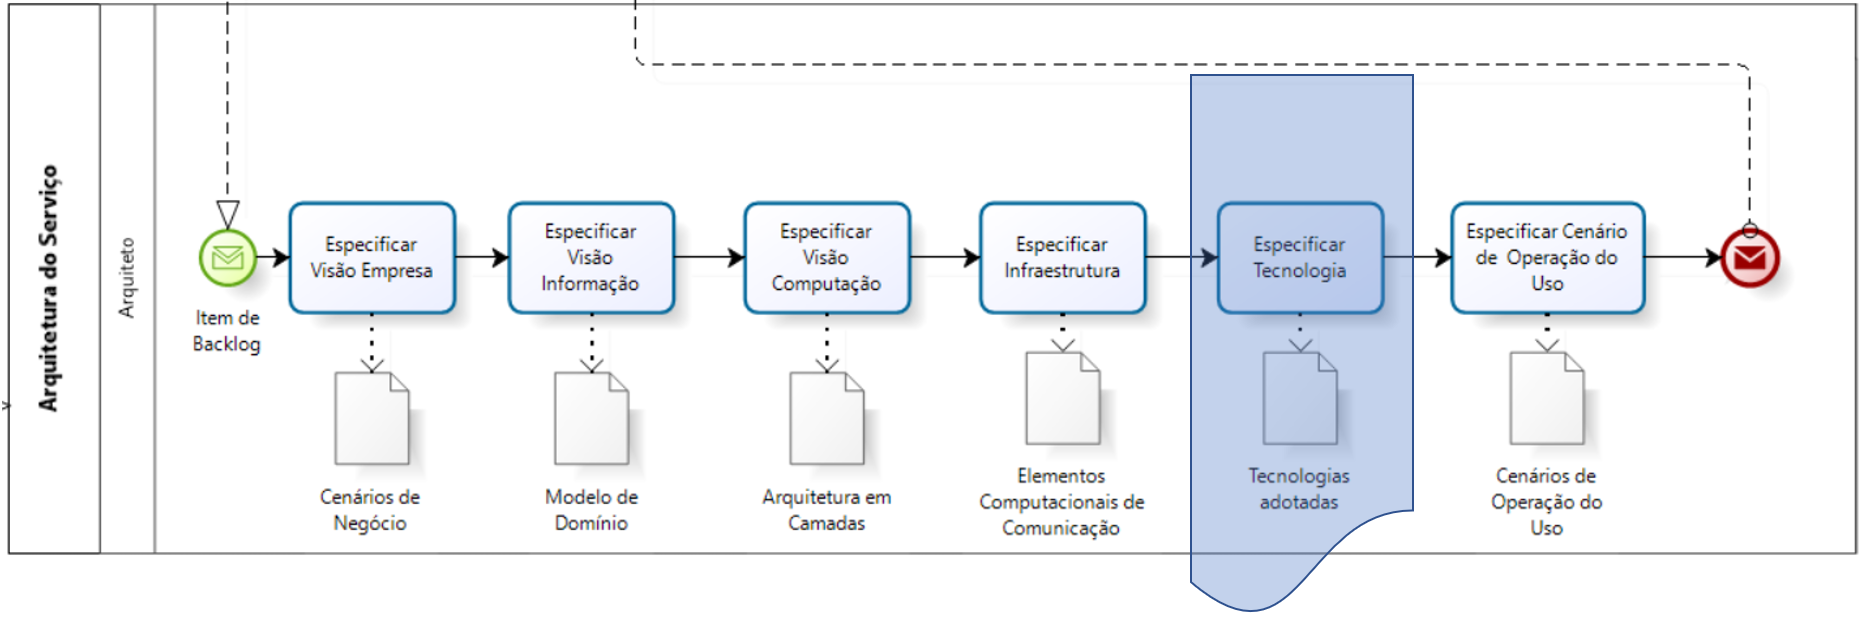 Arquitetura do Serviço
Arquiteto
Item de
Backlog
Especificar
Visão Empresa
Cenários de
Negócio
Especificar
Visão
Informação
Modelo de
Domínio
Especificar
Visão
Computação
Arquitetura em
Camadas
Especificar
Infraestrutura
Elementos
Computacionais de
Comunicação
Especificar
Tecnologia
Tecnologias
adotadas
Especificar Cenário
de Operação do
Uso
Cenários de
Operação do
Uso